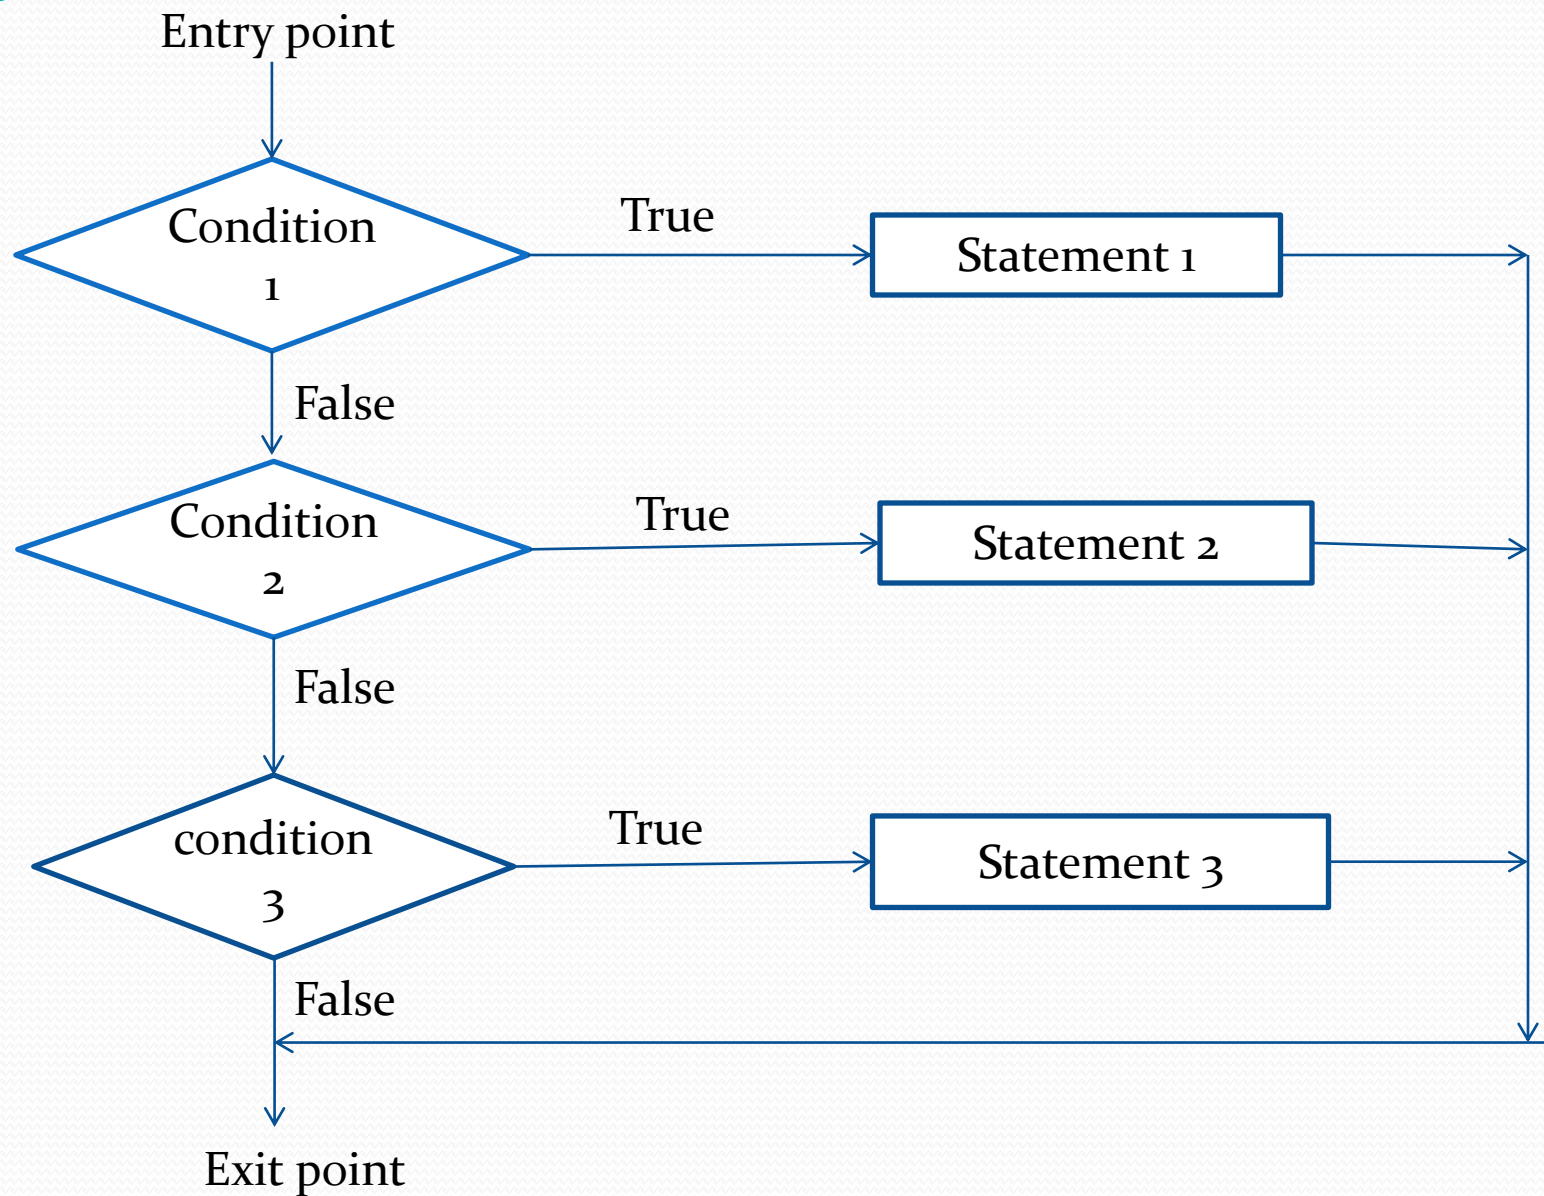 Entry point
Condition
1
True
Statement 1
False
Condition
2
True
Statement 2
False
condition
3
True
Statement 3
False
Exit point